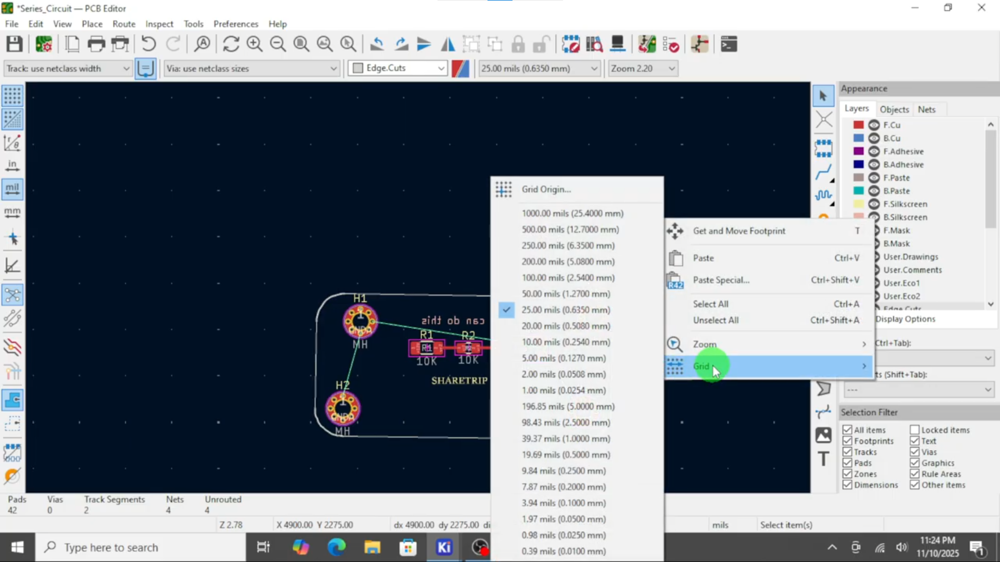 *Series_Circuit — PCB Editor
File Edit View Place Route Inspect Tools Preferences Help
Track: use netclass width
Via: use netclass sizes
Edge.Cuts
25.00 mils (0.6350 mm)
Zoom 2.20
in
mil
mm
H1
1
GNDA
MH
can do this
R1
R1
10K
R2
10K
SHARETRIP
H2
1
GNDA
MH
Grid Origin...
1000.00 mils (25.4000 mm)
500.00 mils (12.7000 mm)
250.00 mils (6.3500 mm)
200.00 mils (5.0800 mm)
100.00 mils (2.5400 mm)
50.00 mils (1.2700 mm)
25.00 mils (0.6350 mm)
20.00 mils (0.5080 mm)
10.00 mils (0.2540 mm)
5.00 mils (0.1270 mm)
2.00 mils (0.0508 mm)
1.00 mils (0.0254 mm)
196.85 mils (5.0000 mm)
98.43 mils (2.5000 mm)
39.37 mils (1.0000 mm)
19.69 mils (0.5000 mm)
9.84 mils (0.2500 mm)
7.87 mils (0.2000 mm)
3.94 mils (0.1000 mm)
1.97 mils (0.0500 mm)
0.98 mils (0.0250 mm)
0.39 mils (0.0100 mm)
Get and Move Footprint T
Paste Ctrl+V
R42
Paste Special... Ctrl+Shift+V
Select All Ctrl+A
Unselect All Ctrl+Shift+A
Zoom
Grid
T
Appearance
Layers Objects Nets
F.Cu
B.Cu
F.Adhesive
B.Adhesive
F.Paste
B.Paste
F.Silkscreen
B.Silkscreen
F.Mask
B.Mask
User.Drawings
User.Comments
User.Eco1
User.Eco2
Edge.Cuts
Display Options
Ctrl+Tab):
ts (Shift+Tab):
---
Selection Filter
All items Locked items
Footprints Text
Tracks Vias
Pads Graphics
Zones Rule Areas
Dimensions Other items
Pads Vias Track Segments Nets Unrouted
42 0 2 4 4
Z 2.78
X 4900.00 Y 2275.00
dx 4900.00 dy 2275.00 di
mils
Select item(s)
Type here to search
Ki
11:24 PM
11/10/2025
1